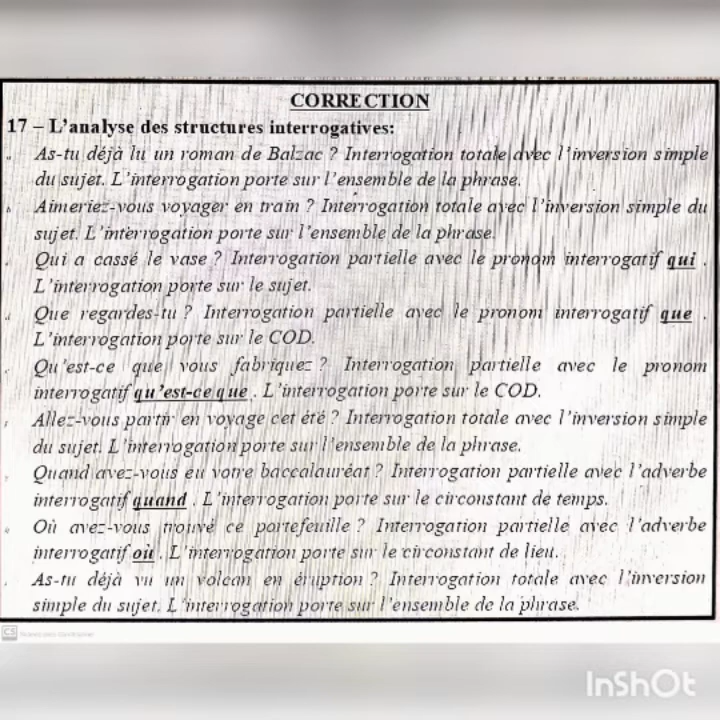 CORRECTION
17 – L'analyse des structures interrogatives:
As-tu déjà lu un roman de Balzac ? Interrogation totale avec l'inversion simple
du sujet. L'interrogation porte sur l'ensemble de la phrase.
Aimeriez-vous voyager en train ? Interrogation totale avec l'inversion simple du
sujet. L'interrogation porte sur l'ensemble de la phrase.
Qui a cassé le vase ? Interrogation partielle avec le pronom interrogatif qui .
L'interrogation porte sur le sujet.
Que regardes-tu ? Interrogation partielle avec le pronom interrogatif que .
L'interrogation porte sur le COD.
Qu'est-ce que vous fabriquez ? Interrogation partielle avec le pronom
interrogatif qu'est-ce que . L'interrogation porte sur le COD.
Allez-vous partir en voyage cet été ? Interrogation totale avec l'inversion simple
du sujet. L'interrogation porte sur l'ensemble de la phrase.
Quand avez-vous eu votre baccalauréat ? Interrogation partielle avec l'adverbe
interrogatif quand . L'interrogation porte sur le circonstant de temps.
Où avez-vous trouvé ce portefeuille ? Interrogation partielle avec l'adverbe
interrogatif où . L'interrogation porte sur le circonstant de lieu.
As-tu déjà vu un volcan en éruption ? Interrogation totale avec l'inversion
simple du sujet. L'interrogation porte sur l'ensemble de la phrase.
CS
InShOt